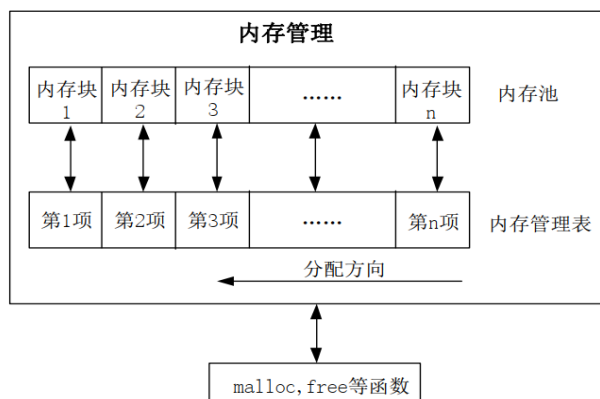 内存管理
内存块1 内存块2 内存块3 …… 内存块n 内存池
第1项 第2项 第3项 …… 第n项 内存管理表
分配方向
malloc,free等函数